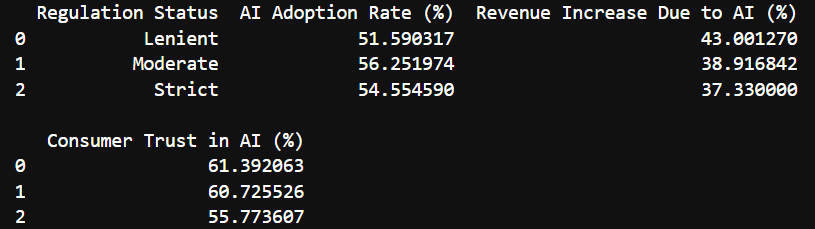 Regulation Status  AI Adoption Rate (%)  Revenue Increase Due to AI (%)
0           Lenient             51.590317                       43.001270
1          Moderate             56.251974                       38.916842
2            Strict             54.554590                       37.330000
Consumer Trust in AI (%)
0                 61.392063
1                 60.725526
2                 55.773607